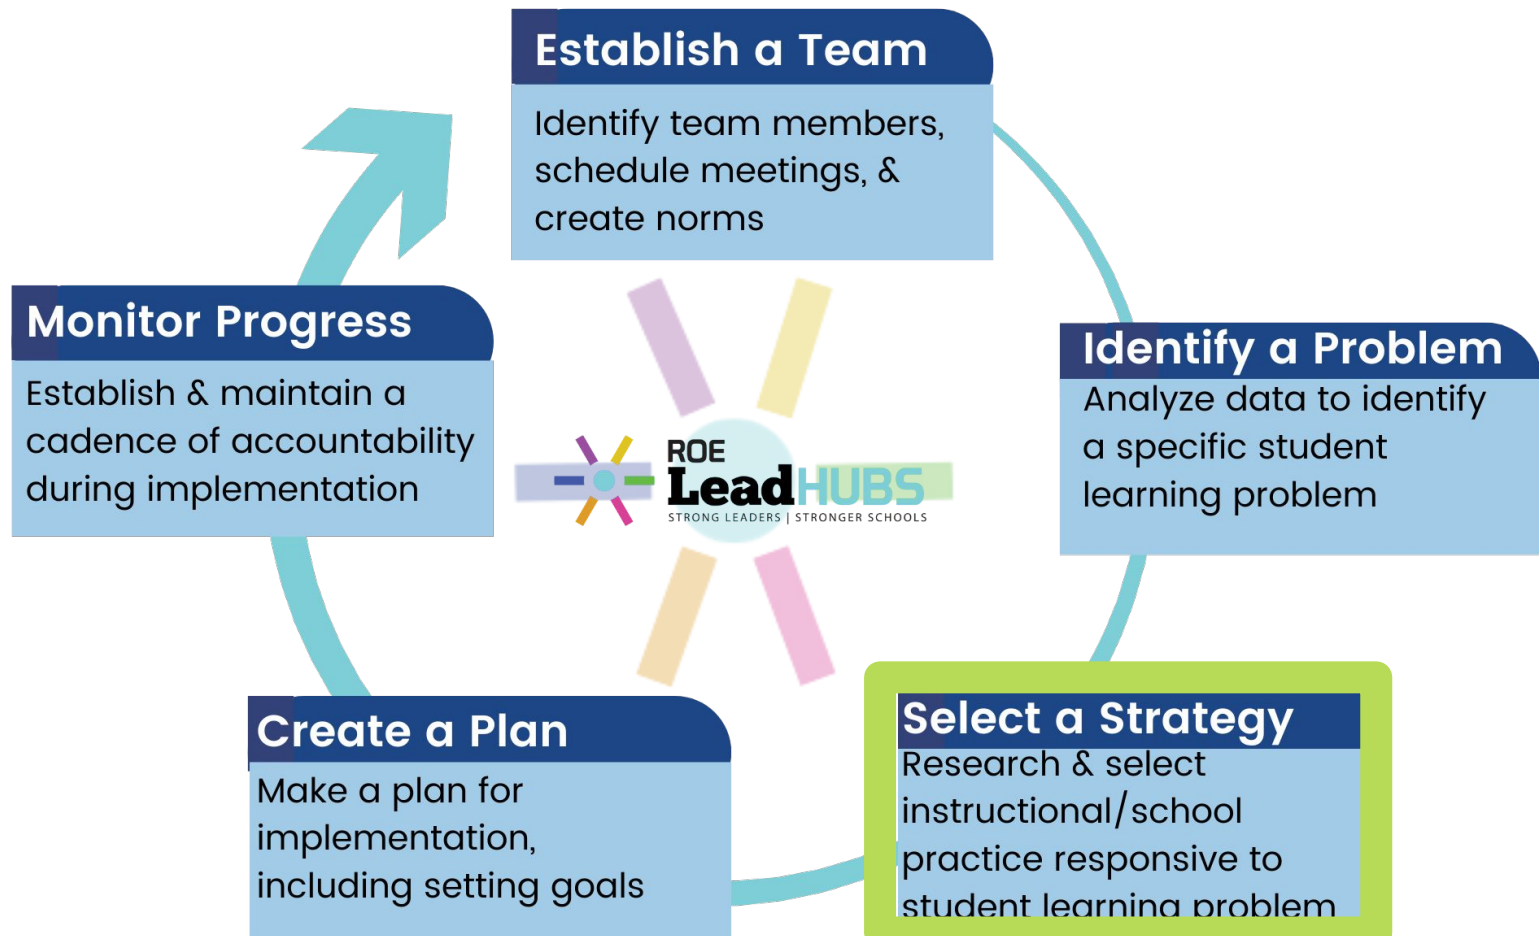 Establish a Team
Identify team members,
schedule meetings, &
create norms
Identify a Problem
Analyze data to identify
a specific student
learning problem
Select a Strategy
Research & select
instructional/school
practice responsive to
student learning problem
Create a Plan
Make a plan for
implementation,
including setting goals
Monitor Progress
Establish & maintain a
cadence of accountability
during implementation
ROE
LeadHUBS
STRONG LEADERS | STRONGER SCHOOLS